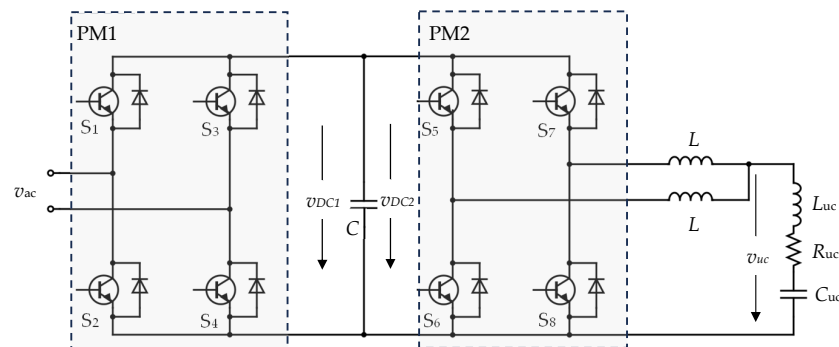 PM1
PM2
S1
S3
S5
S7
L
vac
vDC1
vDC2
C
L
vuc
Luc
Ruc
Cuc
S2
S4
S6
S8